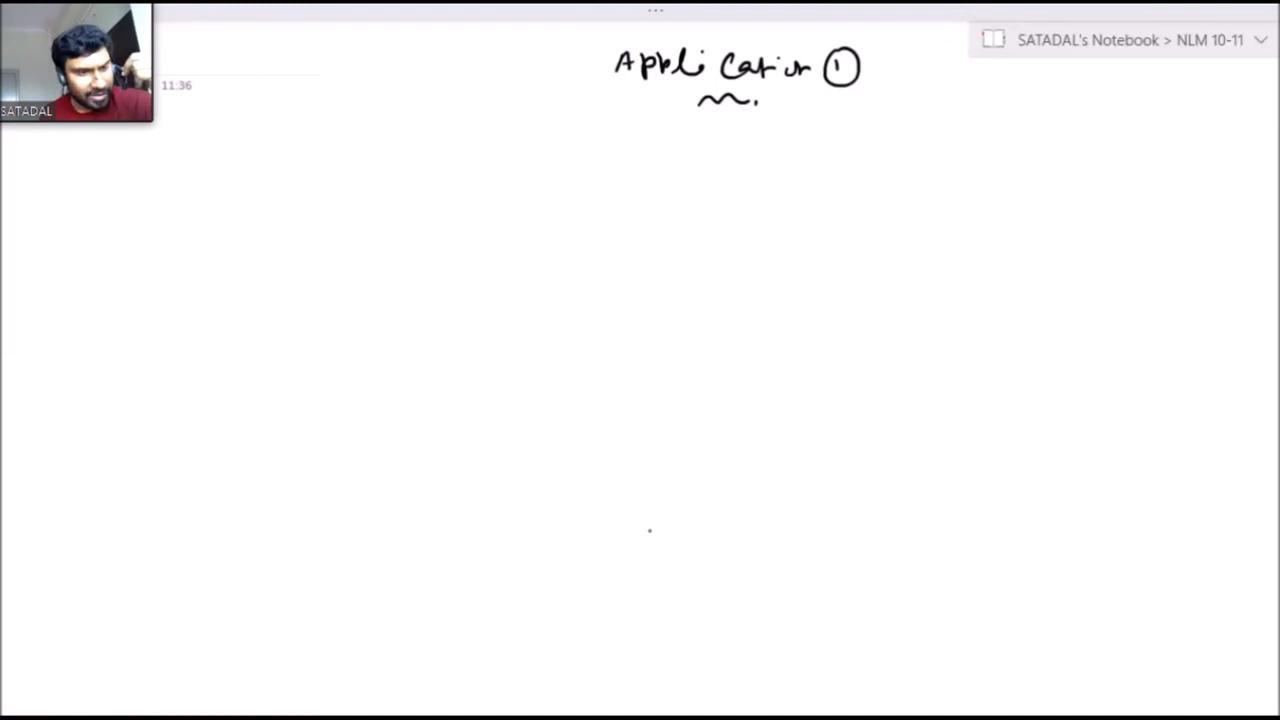 SATADAL's Notebook > NLM 10-11
Application ①
11:36
SATADAL